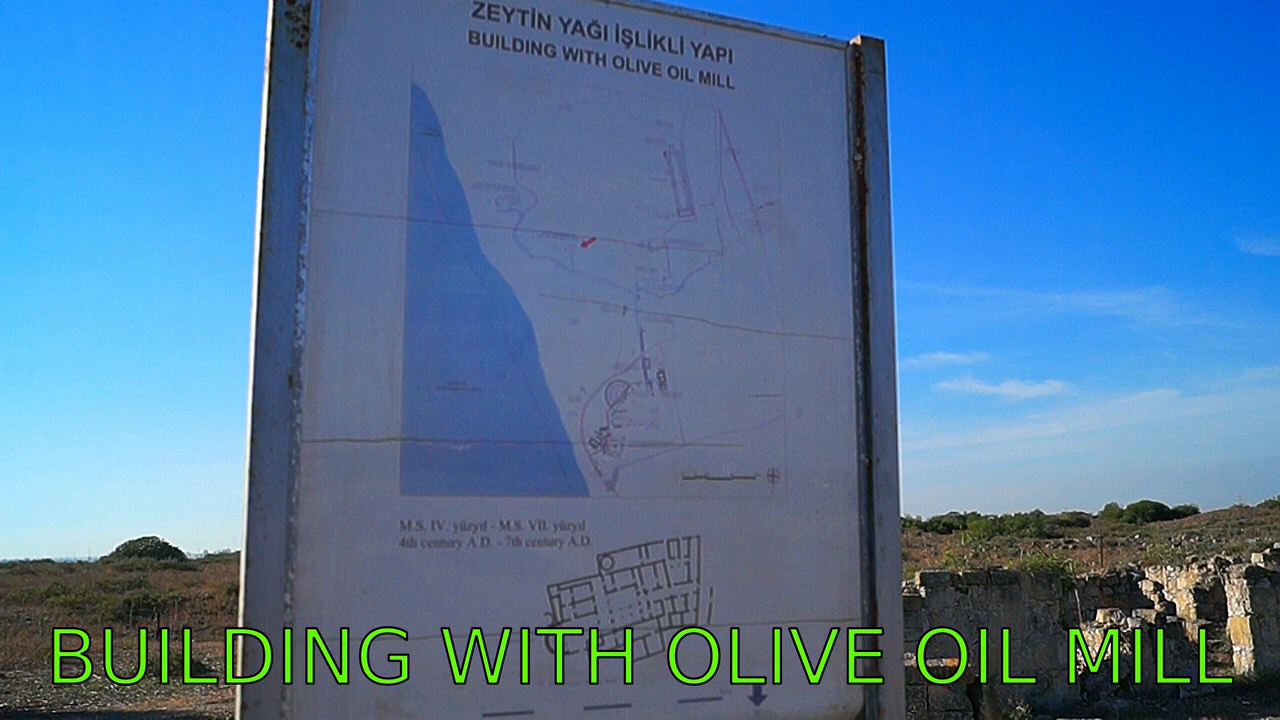 ZEYTİN YAĞI İŞLİKLİ YAPI
BUILDING WITH OLIVE OIL MILL
M.S. IV. yüzyıl - M.S. VII. yüzyıl
4th century A.D. - 7th century A.D.
BUILDING WITH OLIVE OIL MILL